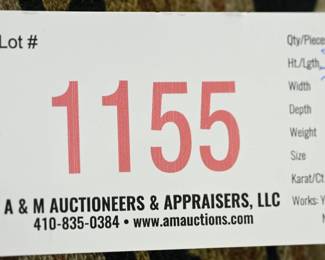 Lot #
1155
A & M AUCTIONEERS & APPRAISERS, LLC
410-835-0384 • www.amauctions.com
Qty/Piece
Ht./Lgth.
Width
Depth
Weight
Size
Karat/Ct
Works: Y